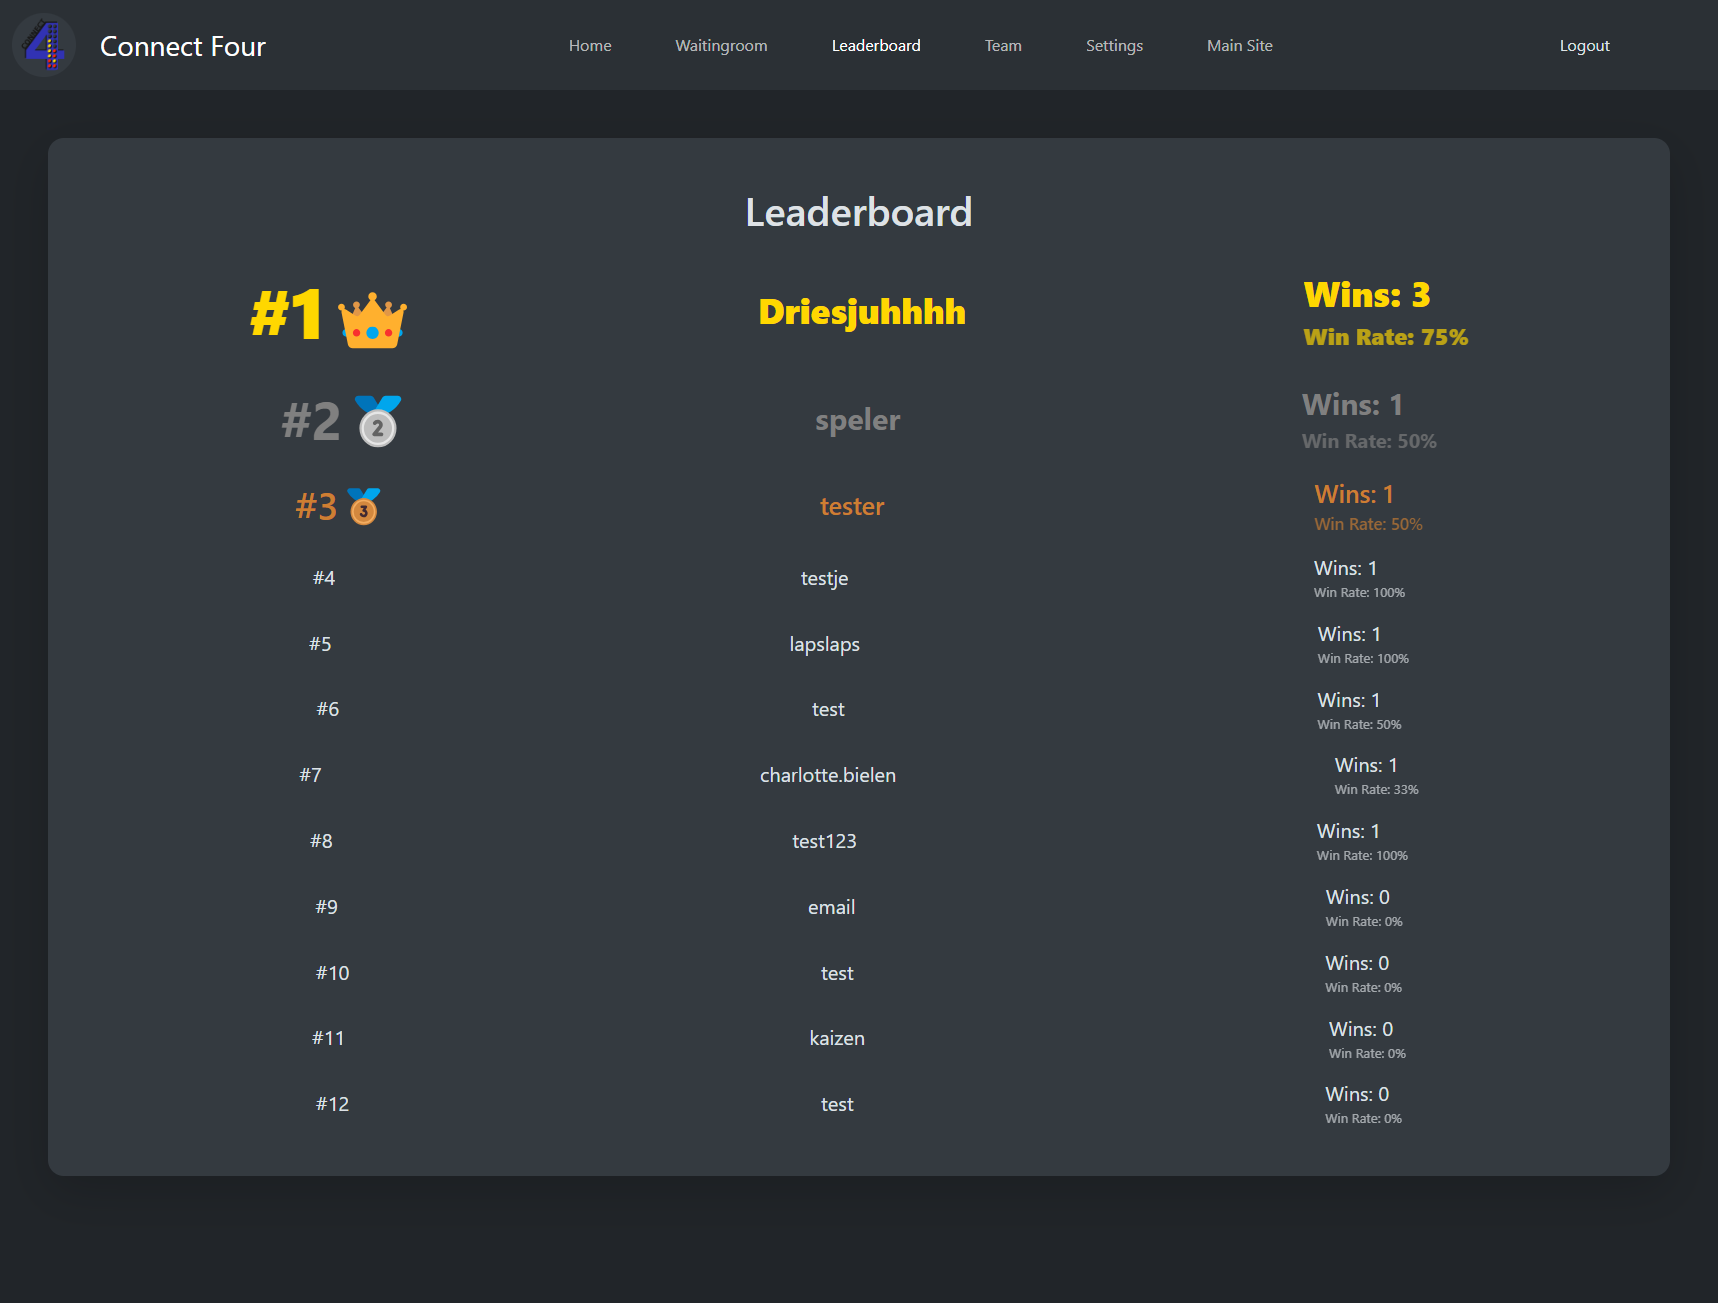 Connect Four
Home
Waitingroom
Leaderboard
Team
Settings
Main Site
Logout
Leaderboard
#1
Driesjuhhhh
Wins: 3
Win Rate: 75%
#2
2
speler
Wins: 1
Win Rate: 50%
#3
3
tester
Wins: 1
Win Rate: 50%
#4
testje
Wins: 1
Win Rate: 100%
#5
lapslaps
Wins: 1
Win Rate: 100%
#6
test
Wins: 1
Win Rate: 50%
#7
charlotte.bielen
Wins: 1
Win Rate: 33%
#8
test123
Wins: 1
Win Rate: 100%
#9
email
Wins: 0
Win Rate: 0%
#10
test
Wins: 0
Win Rate: 0%
#11
kaizen
Wins: 0
Win Rate: 0%
#12
test
Wins: 0
Win Rate: 0%